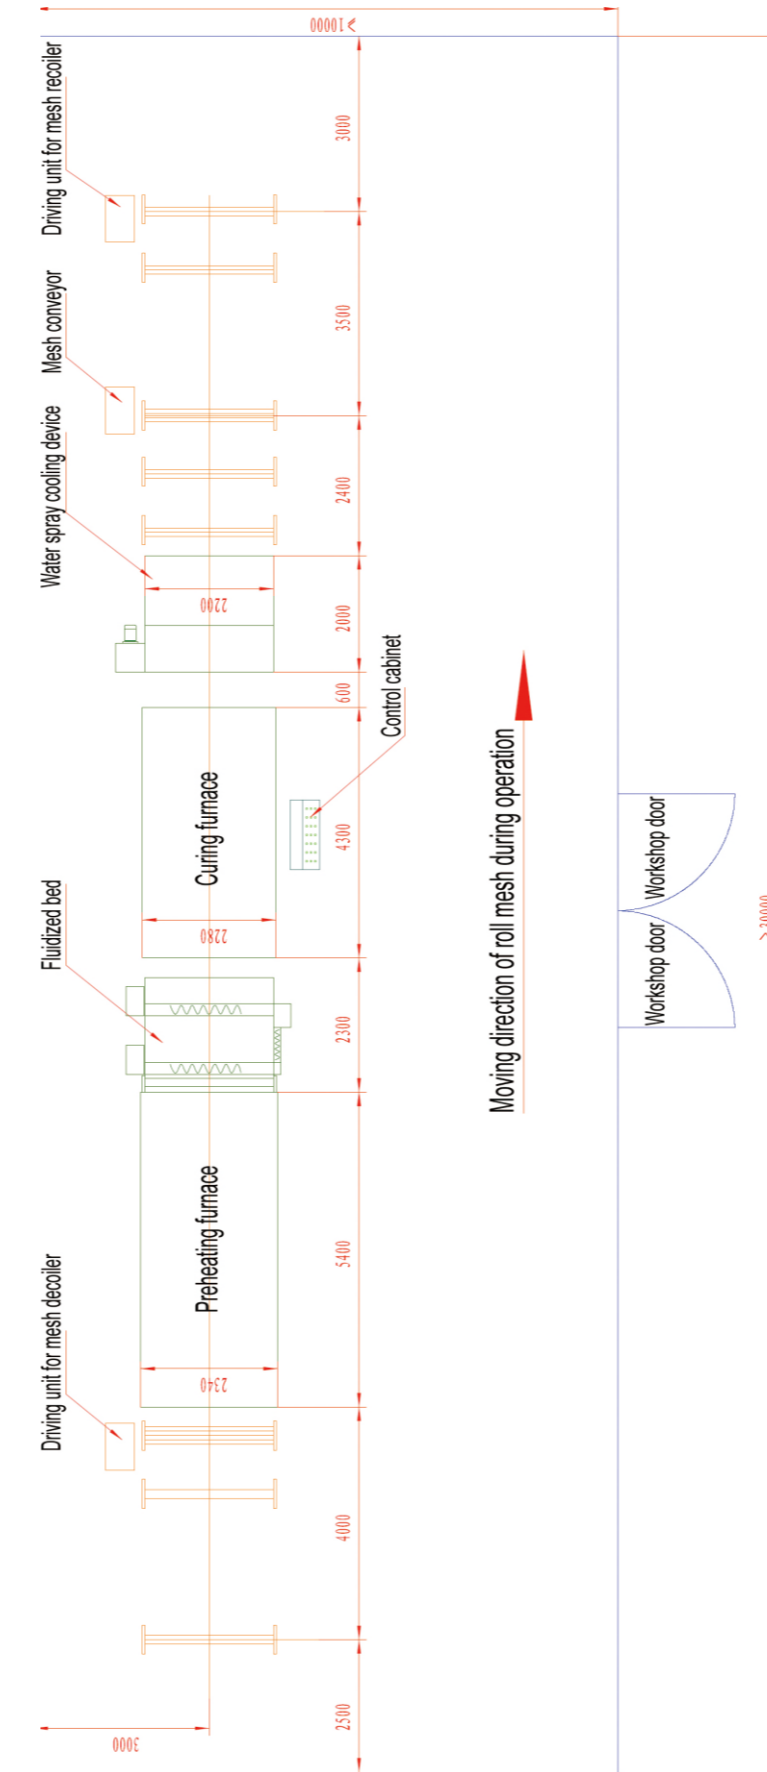 ≥10000
3000
Driving unit for mesh recoiler
3500
Mesh conveyor
2400
Water spray cooling device
2200
2000
600
Control cabinet
Curing furnace
4300
2280
Moving direction of roll mesh during operation
Workshop door
Workshop door
Fluidized bed
2300
Preheating furnace
5400
2340
Driving unit for mesh decoiler
4000
2500
3000